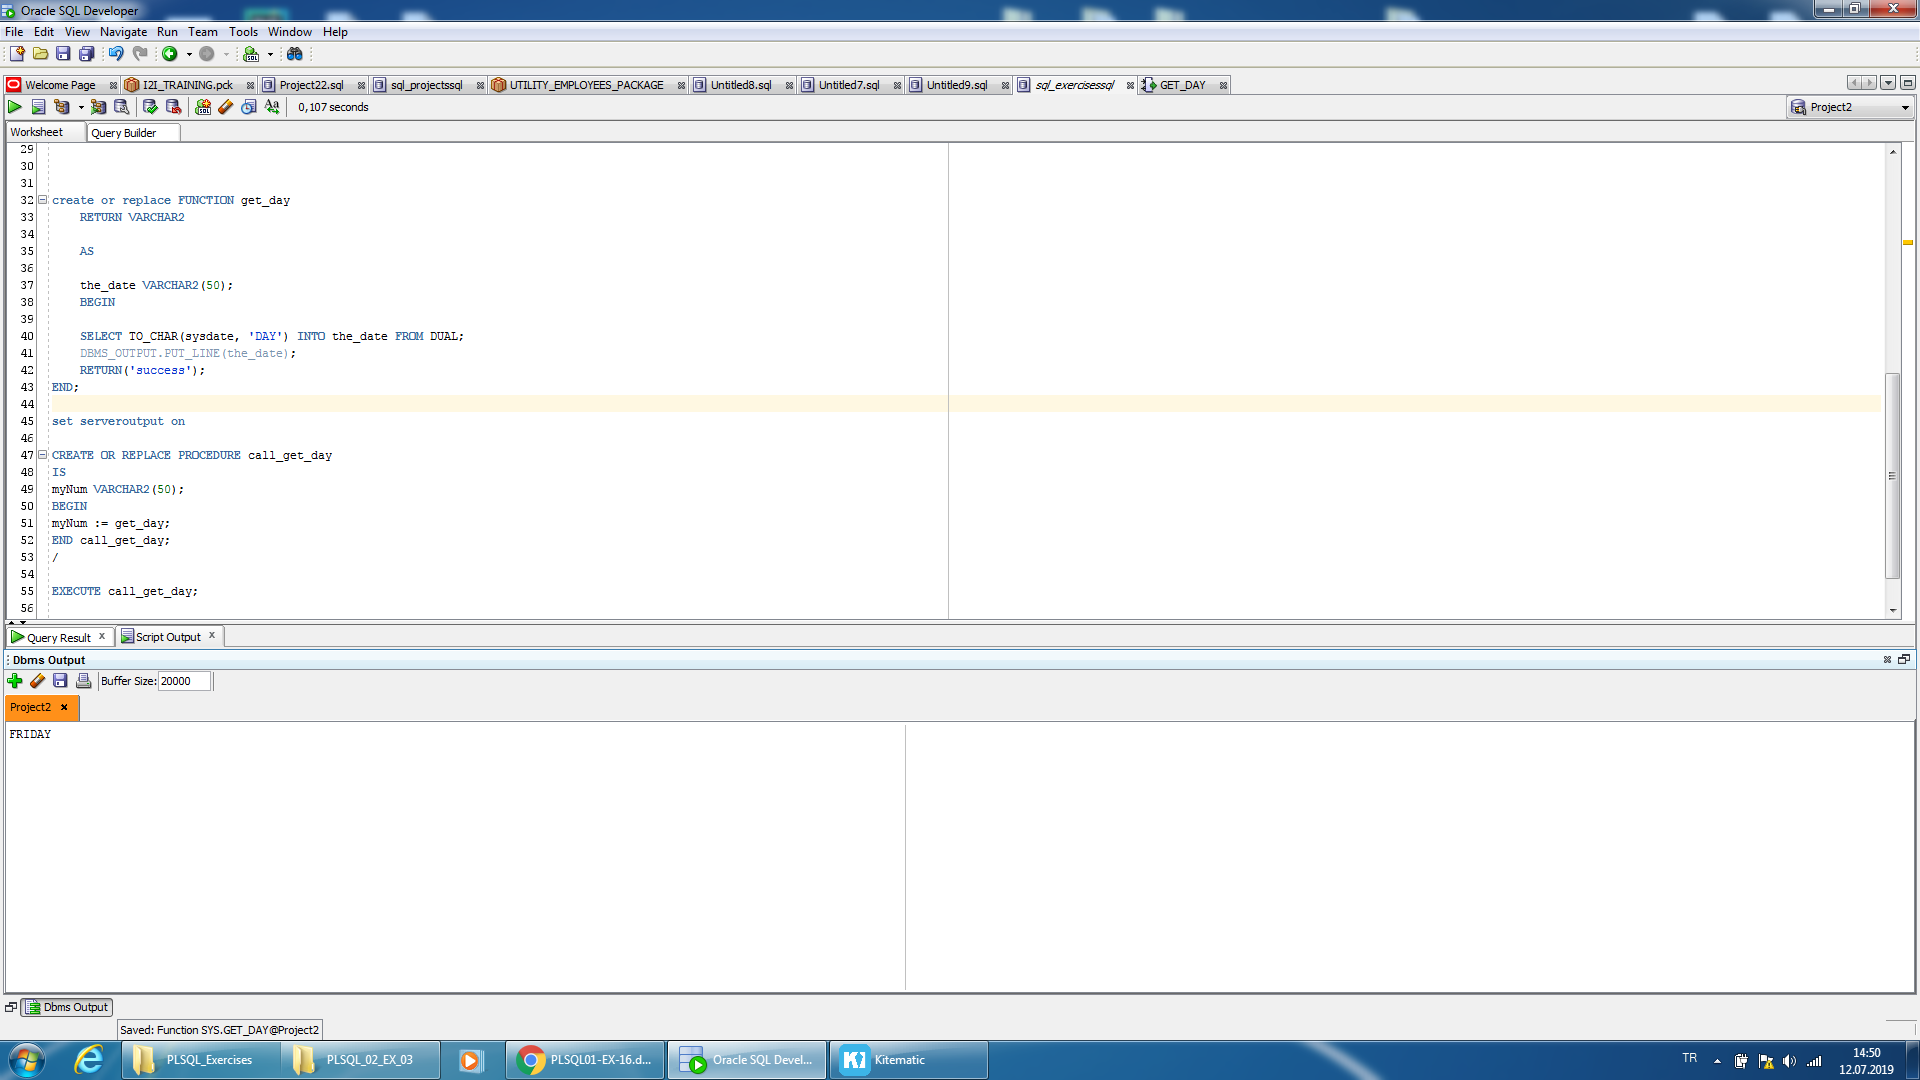 Oracle SQL Developer
File Edit View Navigate Run Team Tools Window Help
Welcome Page I2I_TRAINING.pck Project22.sql sql_projectssql UTILITY_EMPLOYEES_PACKAGE Untitled8.sql Untitled7.sql Untitled9.sql sql_exercisessql GET_DAY
0,107 seconds Project2
Worksheet Query Builder
29
30
31
32 create or replace FUNCTION get_day
33 RETURN VARCHAR2
34
35 AS
36
37 the_date VARCHAR2(50);
38 BEGIN
39
40 SELECT TO_CHAR(sysdate, 'DAY') INTO the_date FROM DUAL;
41 DBMS_OUTPUT.PUT_LINE(the_date);
42 RETURN('success');
43 END;
44
45 set serveroutput on
46
47 CREATE OR REPLACE PROCEDURE call_get_day
48 IS
49 myNum VARCHAR2(50);
50 BEGIN
51 myNum := get_day;
52 END call_get_day;
53 /
54
55 EXECUTE call_get_day;
56
Query Result x Script Output x
Dbms Output
Buffer Size: 20000
Project2 x
FRIDAY
Dbms Output
Saved: Function SYS.GET_DAY@Project2
PLSQL_Exercises PLSQL_02_EX_03 PLSQL01-EX-16.d... Oracle SQL Devel... Kitematic TR 14:50
12.07.2019